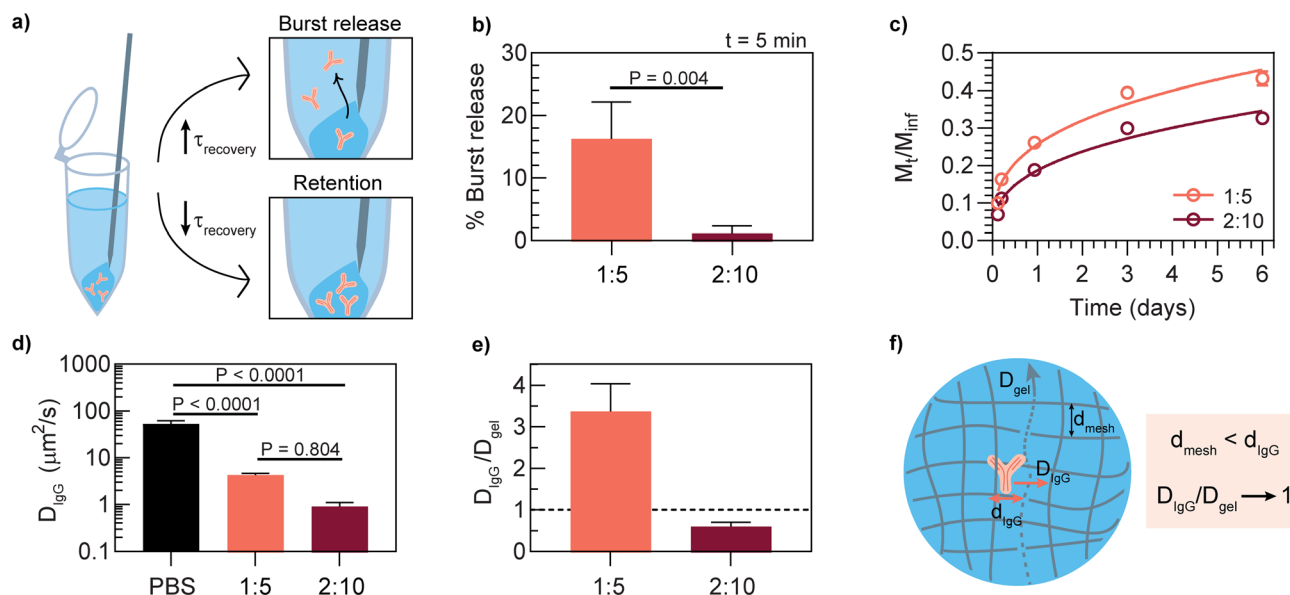 a)
Burst release
↑ τrecovery
Retention
↓ τrecovery
b)
t = 5 min
P = 0.004
% Burst release
30
20
10
0
1:5
2:10
c)
Mt/Minf
0.5
0.4
0.3
0.2
0.1
0.0
1:5
2:10
0
1
2
3
4
5
6
Time (days)
d)
DIgG (μm²/s)
1000
100
10
1
0.1
P < 0.0001
P < 0.0001
P = 0.804
PBS
1:5
2:10
e)
DIgG/Dgel
4
3
2
1
0
1:5
2:10
f)
Dgel
dmesh
DIgG
dIgG
dmesh < dIgG
DIgG/Dgel → 1